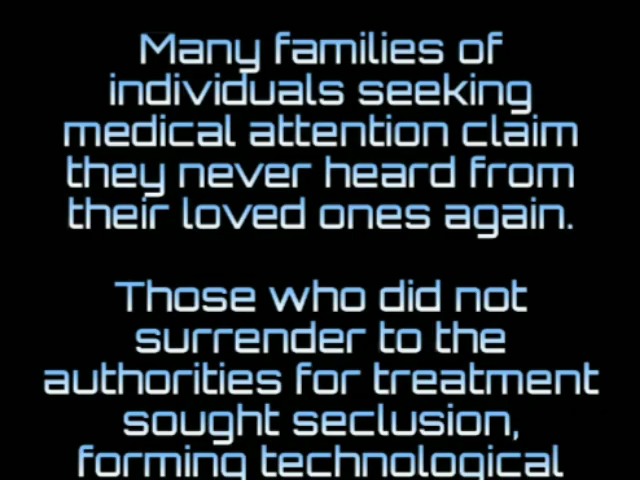 Many families of
individuals seeking
medical attention claim
they never heard from
their loved ones again.
Those who did not
surrender to the
authorities for treatment
sought seclusion,
forming technological